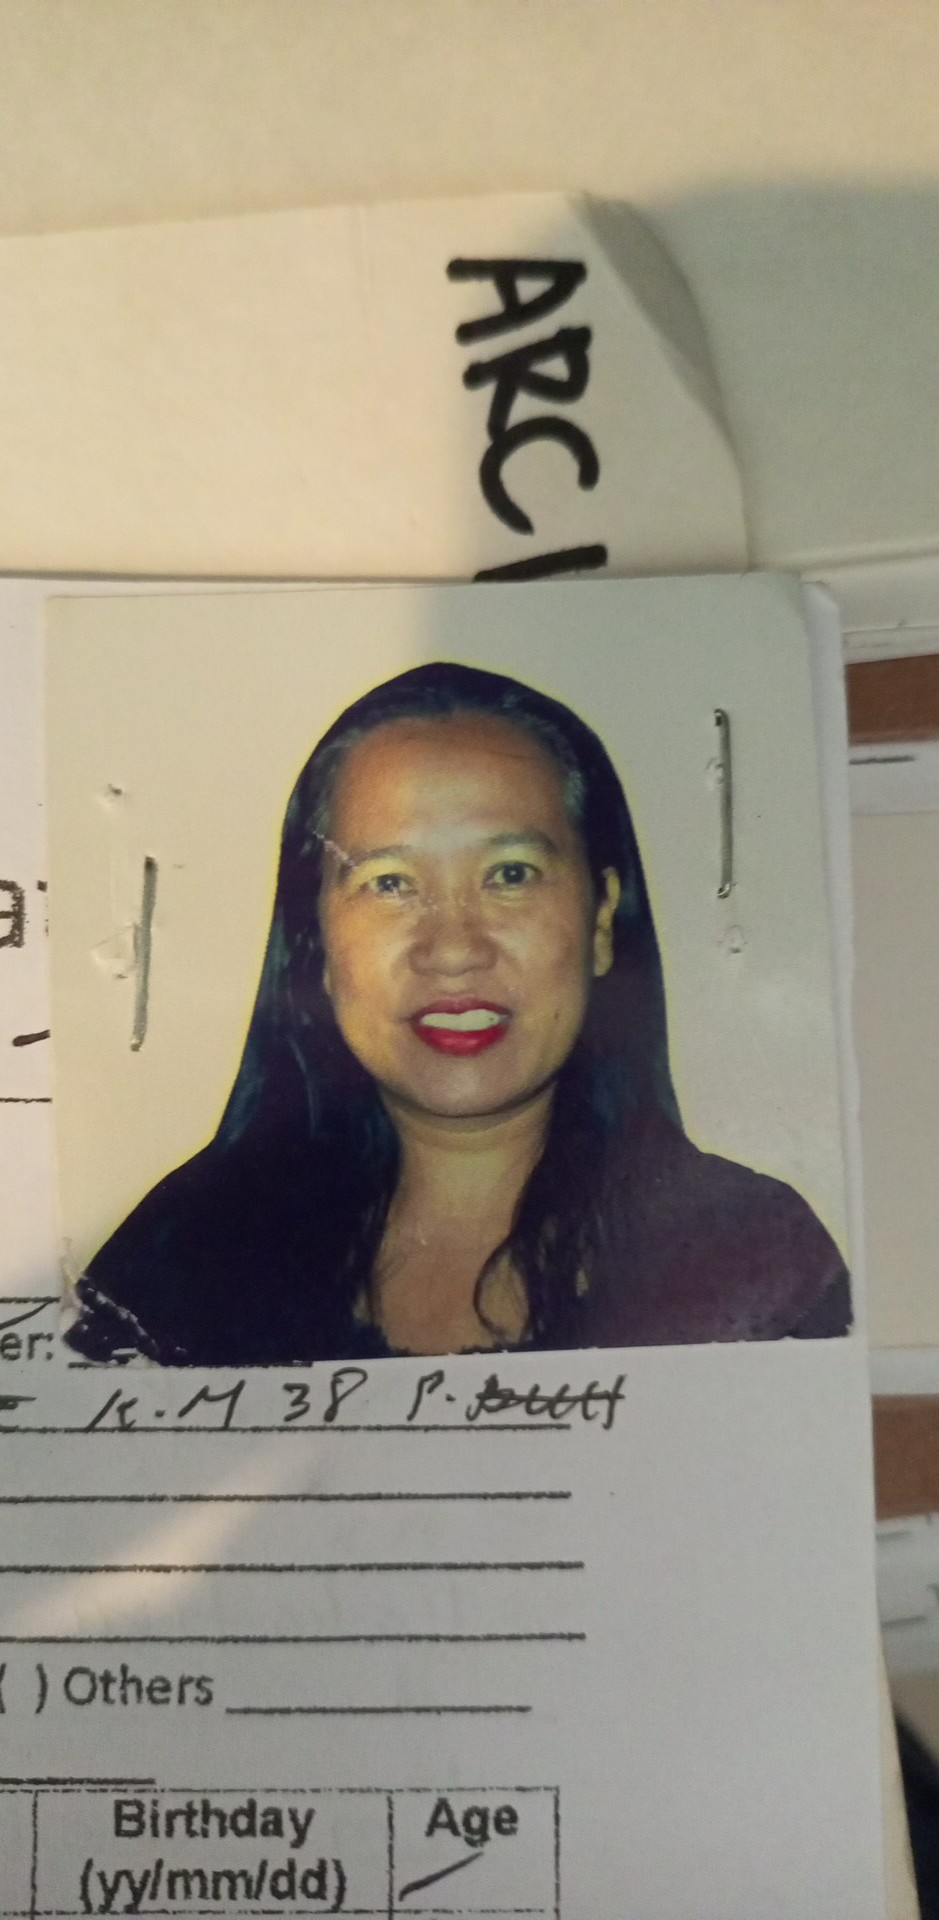 ARC
er:
K.M 38 P.
( ) Others
Birthday
(yy/mm/dd)
Age